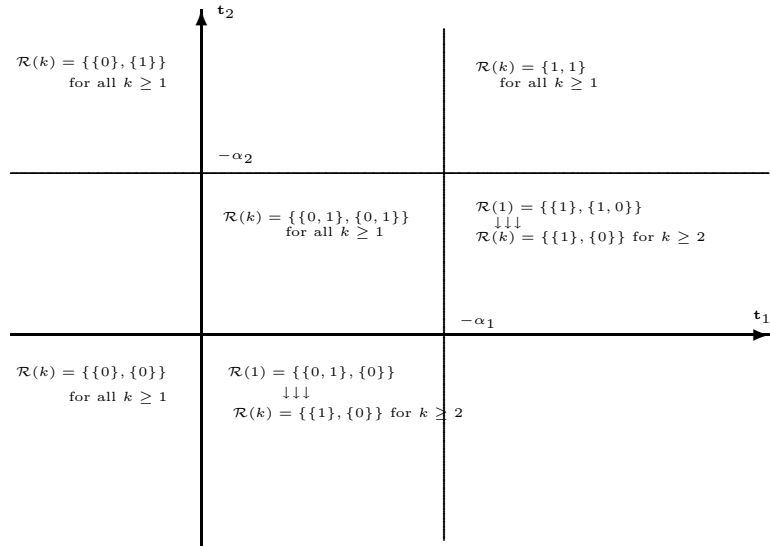 t₂
ℛ(k) = {{0}, {1}}
for all k ≥ 1
ℛ(k) = {1, 1}
for all k ≥ 1
−α₂
ℛ(k) = {{0, 1}, {0, 1}}
for all k ≥ 1
ℛ(1) = {{1}, {1, 0}}
↓↓↓
ℛ(k) = {{1}, {0}} for k ≥ 2
−α₁
t₁
ℛ(k) = {{0}, {0}}
for all k ≥ 1
ℛ(1) = {{0, 1}, {0}}
↓↓↓
ℛ(k) = {{1}, {0}} for k ≥ 2